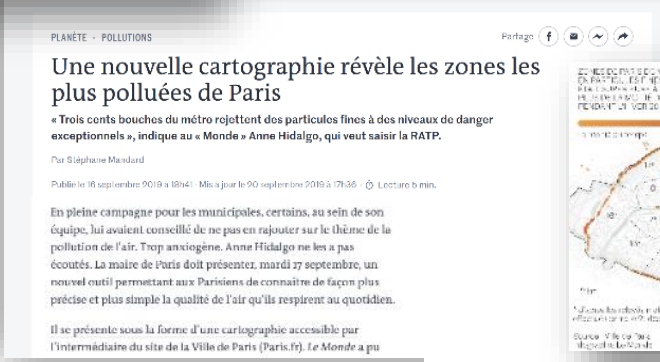 PLANÈTE · POLLUTIONS
Partage
Une nouvelle cartographie révèle les zones les
plus polluées de Paris
« Trois cents bouches du métro rejettent des particules fines à des niveaux de danger
exceptionnels », indique au « Monde » Anne Hidalgo, qui veut saisir la RATP.
Par Stéphane Mandard
Publié le 16 septembre 2019 à 18h41 · Mis à jour le 20 septembre 2019 à 17h36 · Lecture 5 min.
En pleine campagne pour les municipales, certains, au sein de son
équipe, lui avaient conseillé de ne pas en rajouter sur le thème de la
pollution de l'air. Trop anxiogène. Anne Hidalgo ne les a pas
écoutés. La maire de Paris doit présenter, mardi 17 septembre, un
nouvel outil permettant aux Parisiens de connaître de façon plus
précise et plus simple la qualité de l'air qu'ils respirent au quotidien.
Il se présente sous la forme d'une cartographie accessible par
l'intermédiaire du site de la Ville de Paris (Paris.fr). Le Monde a pu